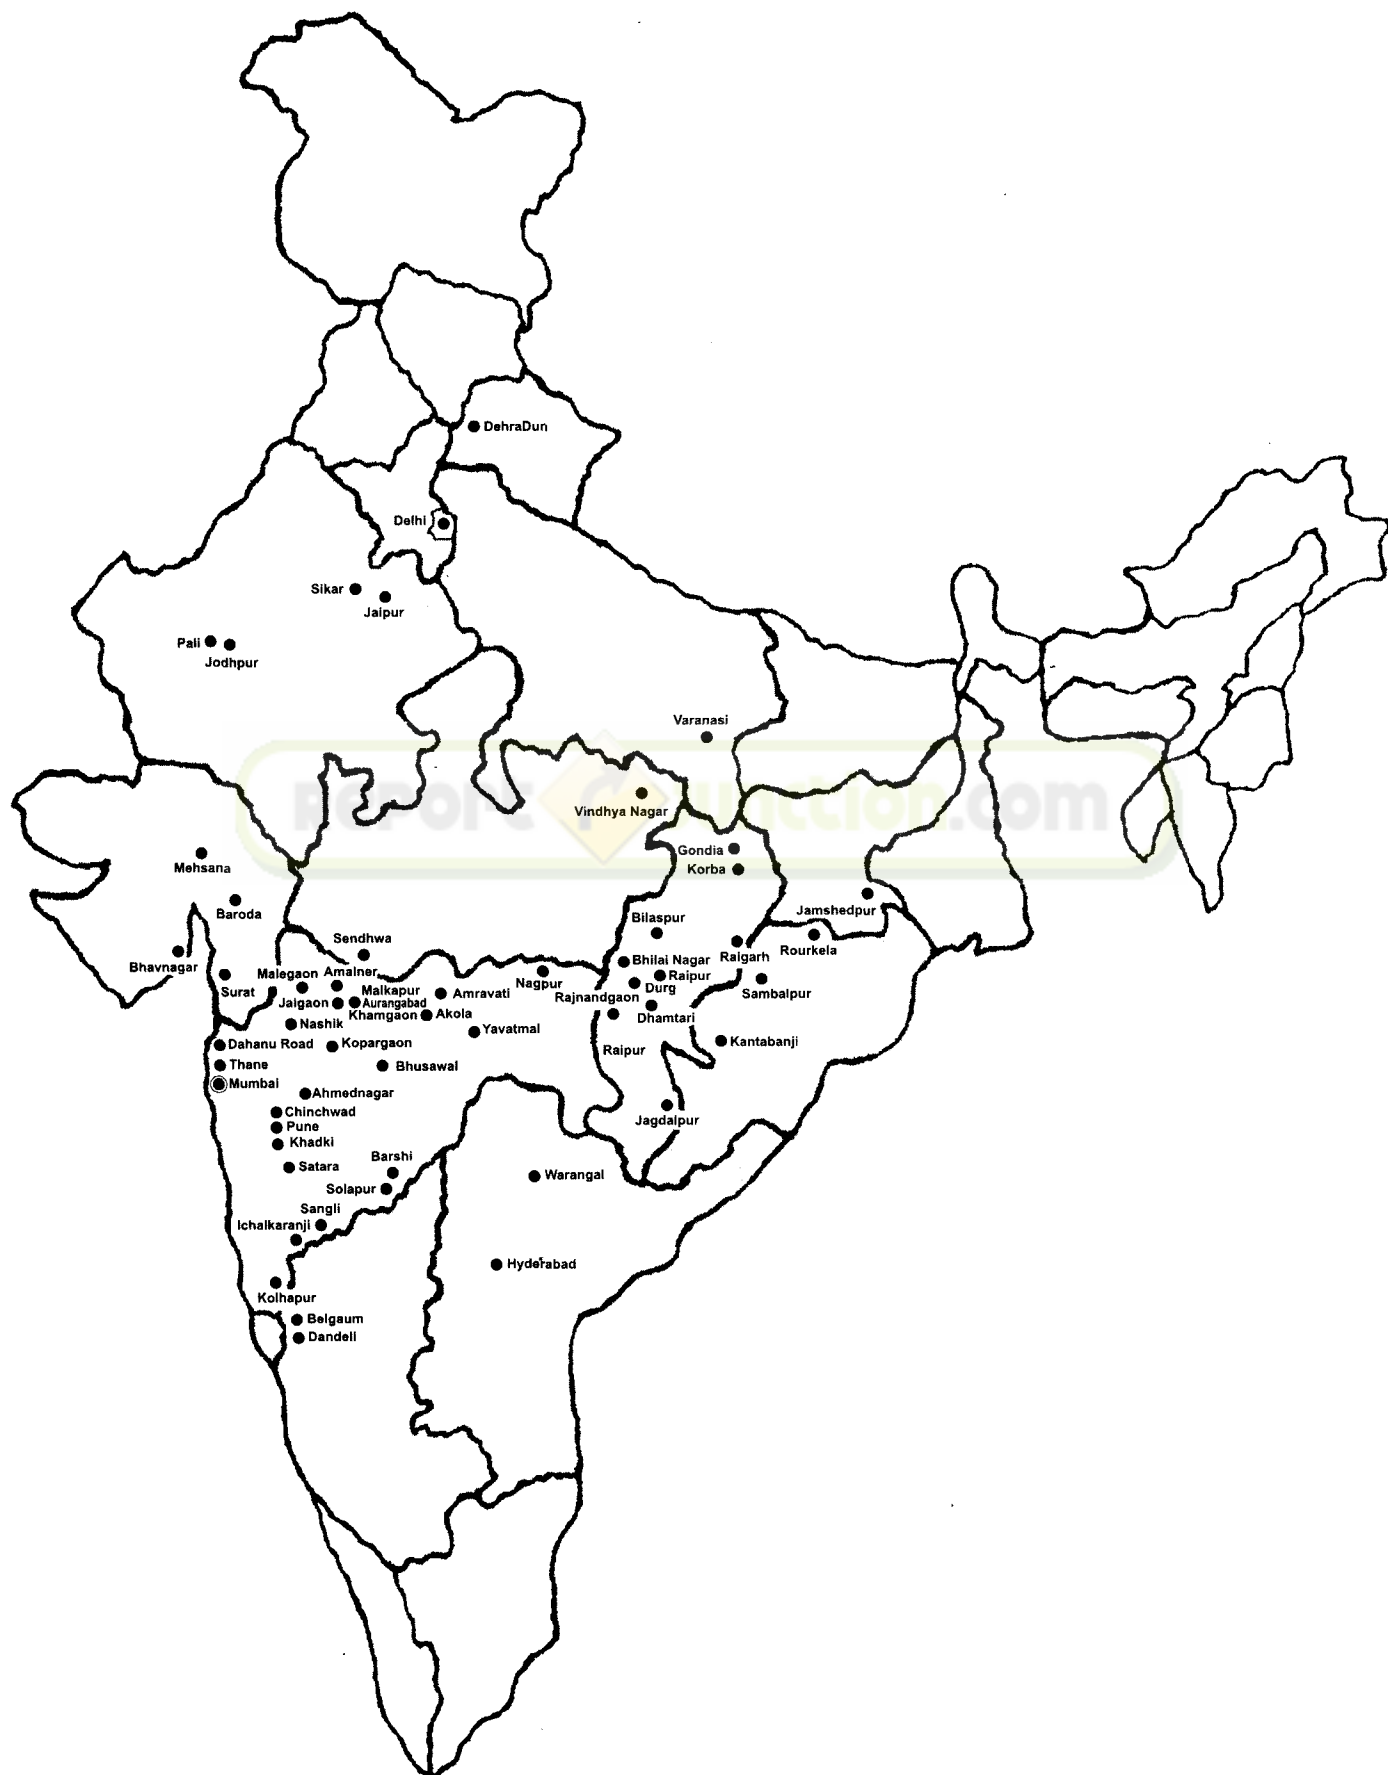 DehraDun
Delhi
Sikar
Jaipur
Pali
Jodhpur
Varanasi
RePORT Junction.com
Vindhya Nagar
Gondia
Korba
Mehsana
Baroda
Jamshedpur
Bilaspur
Sendhwa
Raigarh
Rourkela
Bhavnagar
Bhilai Nagar
Malegaon
Amalner
Nagpur
Raipur
Surat
Malkapur
Amravati
Rajnandgaon
Durg
Sambalpur
Jalgaon
Aurangabad
Khamgaon
Akola
Dhamtari
Nashik
Yavatmal
Dahanu Road
Kopargaon
Raipur
Kantabanji
Thane
Bhusawal
Mumbai
Ahmednagar
Chinchwad
Jagdalpur
Pune
Khadki
Barshi
Satara
Warangal
Solapur
Sangli
Ichalkaranji
Hyderabad
Kolhapur
Belgaum
Dandeli